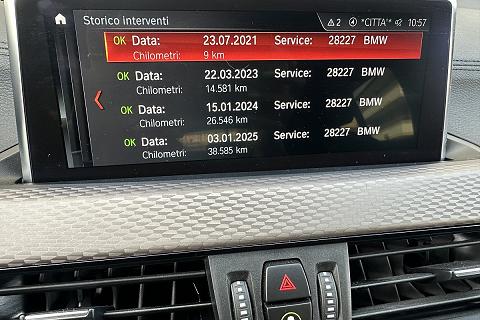 Storico interventi 2 *CITTA'* 10:57
OK Data: 23.07.2021 Service: 28227 BMW
Chilometri: 9 km
OK Data: 22.03.2023 Service: 28227 BMW
Chilometri: 14.581 km
OK Data: 15.01.2024 Service: 28227 BMW
Chilometri: 26.546 km
OK Data: 03.01.2025 Service: 28227 BMW
Chilometri: 38.585 km